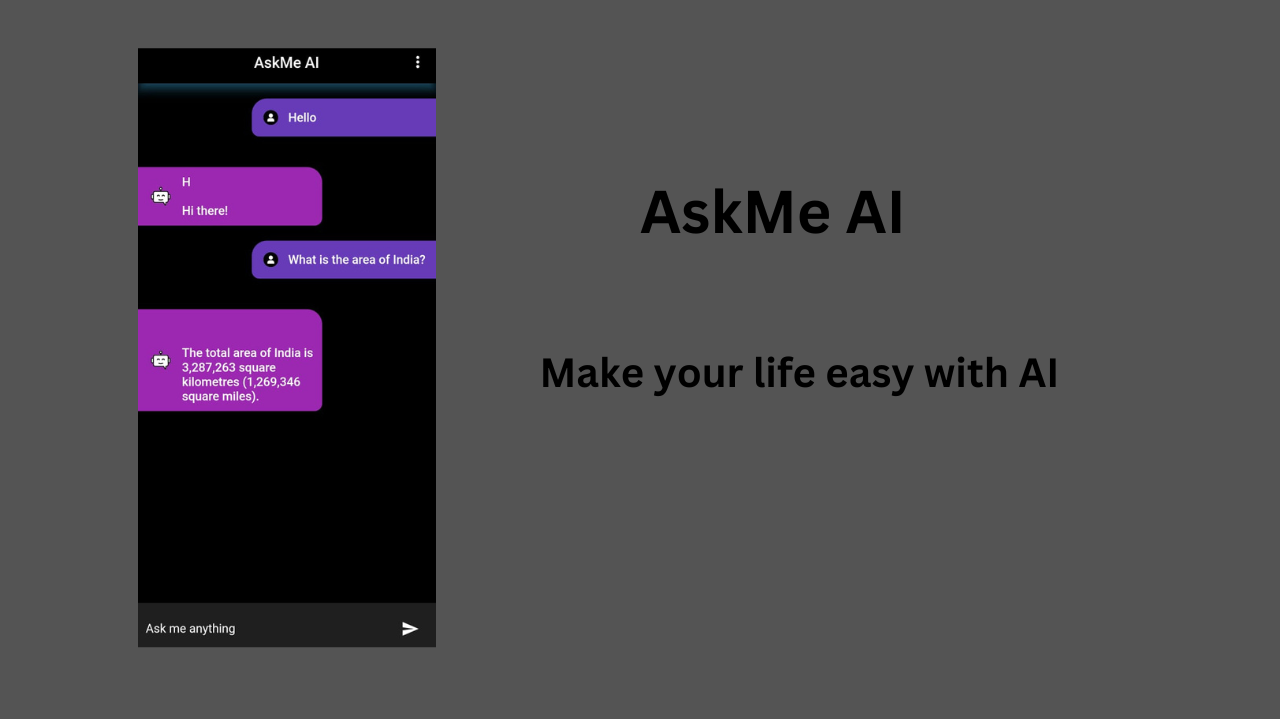 AskMe AI
Hello
H
Hi there!
What is the area of India?
The total area of India is
3,287,263 square
kilometres (1,269,346
square miles).
Ask me anything
AskMe AI
Make your life easy with AI